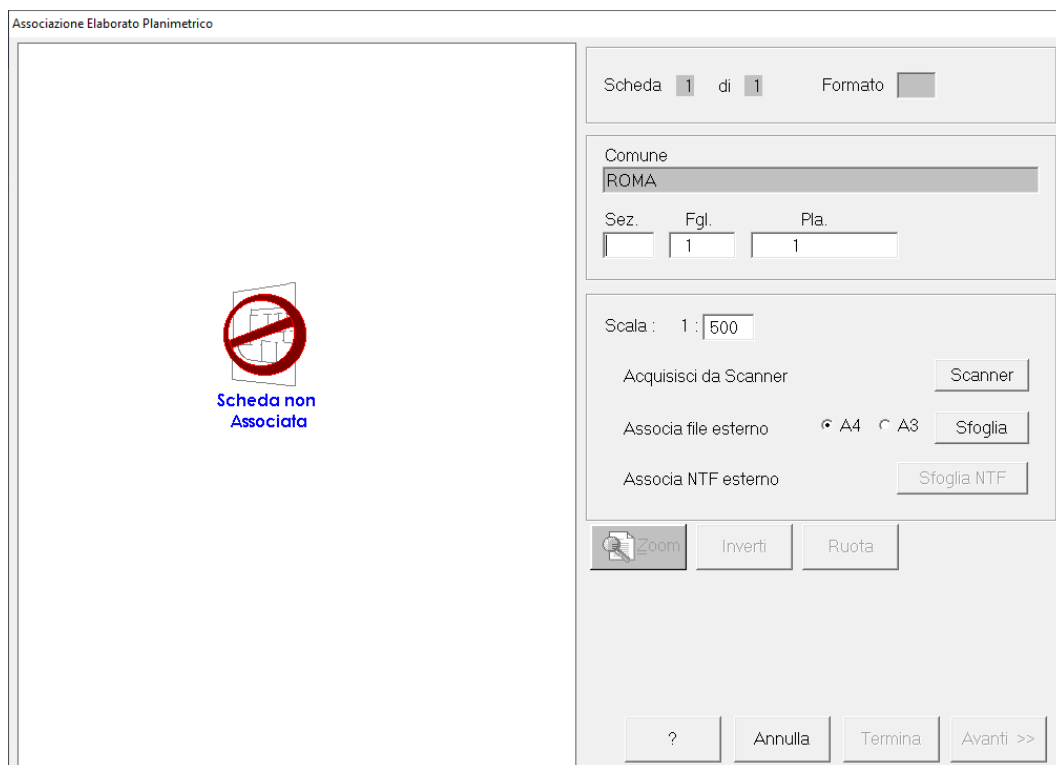 Associazione Elaborato Planimetrico
Scheda 1 di 1 Formato
Comune
ROMA
Sez. Fgl. Pla.
1 1
Scala : 1 : 500
Acquisisci da Scanner Scanner
Associa file esterno A4 A3 Sfoglia
Associa NTF esterno Sfoglia NTF
Scheda non
Associata
Zoom Inverti Ruota
? Annulla Termina Avanti >>